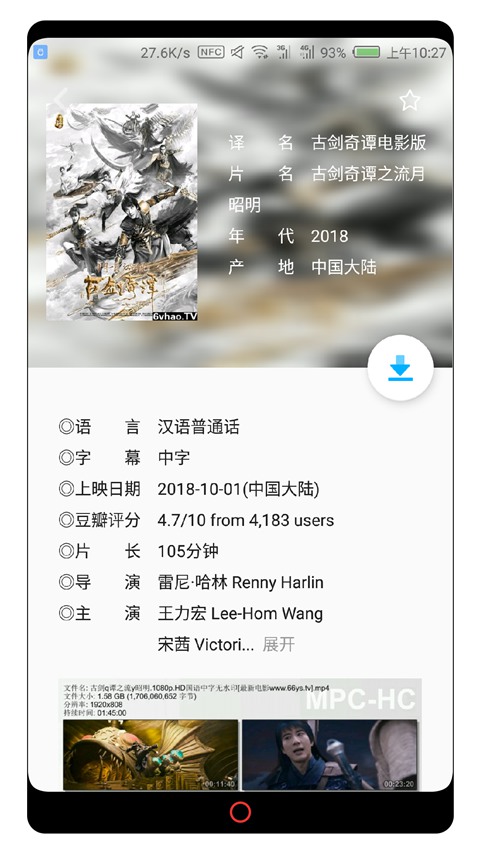 27.6K/s NFC 3G 4G 93% 上午10:27
译 名 古剑奇谭电影版
片 名 古剑奇谭之流月
昭明
年 代 2018
产 地 中国大陆
古剑奇谭
6vhao.TV
◎语 言 汉语普通话
◎字 幕 中字
◎上映日期 2018-10-01(中国大陆)
◎豆瓣评分 4.7/10 from 4,183 users
◎片 长 105分钟
◎导 演 雷尼·哈林 Renny Harlin
◎主 演 王力宏 Lee-Hom Wang
宋茜 Victori... 展开
文件名: 古剑q谭之流y昭明.1080p.HD国语中字无水印[最新电影www.66ys.tv].mp4
文件大小: 1.58 GB (1,706,060,652 字节)
MPC-HC
分辨率: 1920x808
持续时间: 01:45:00
00:11:40
00:23:20